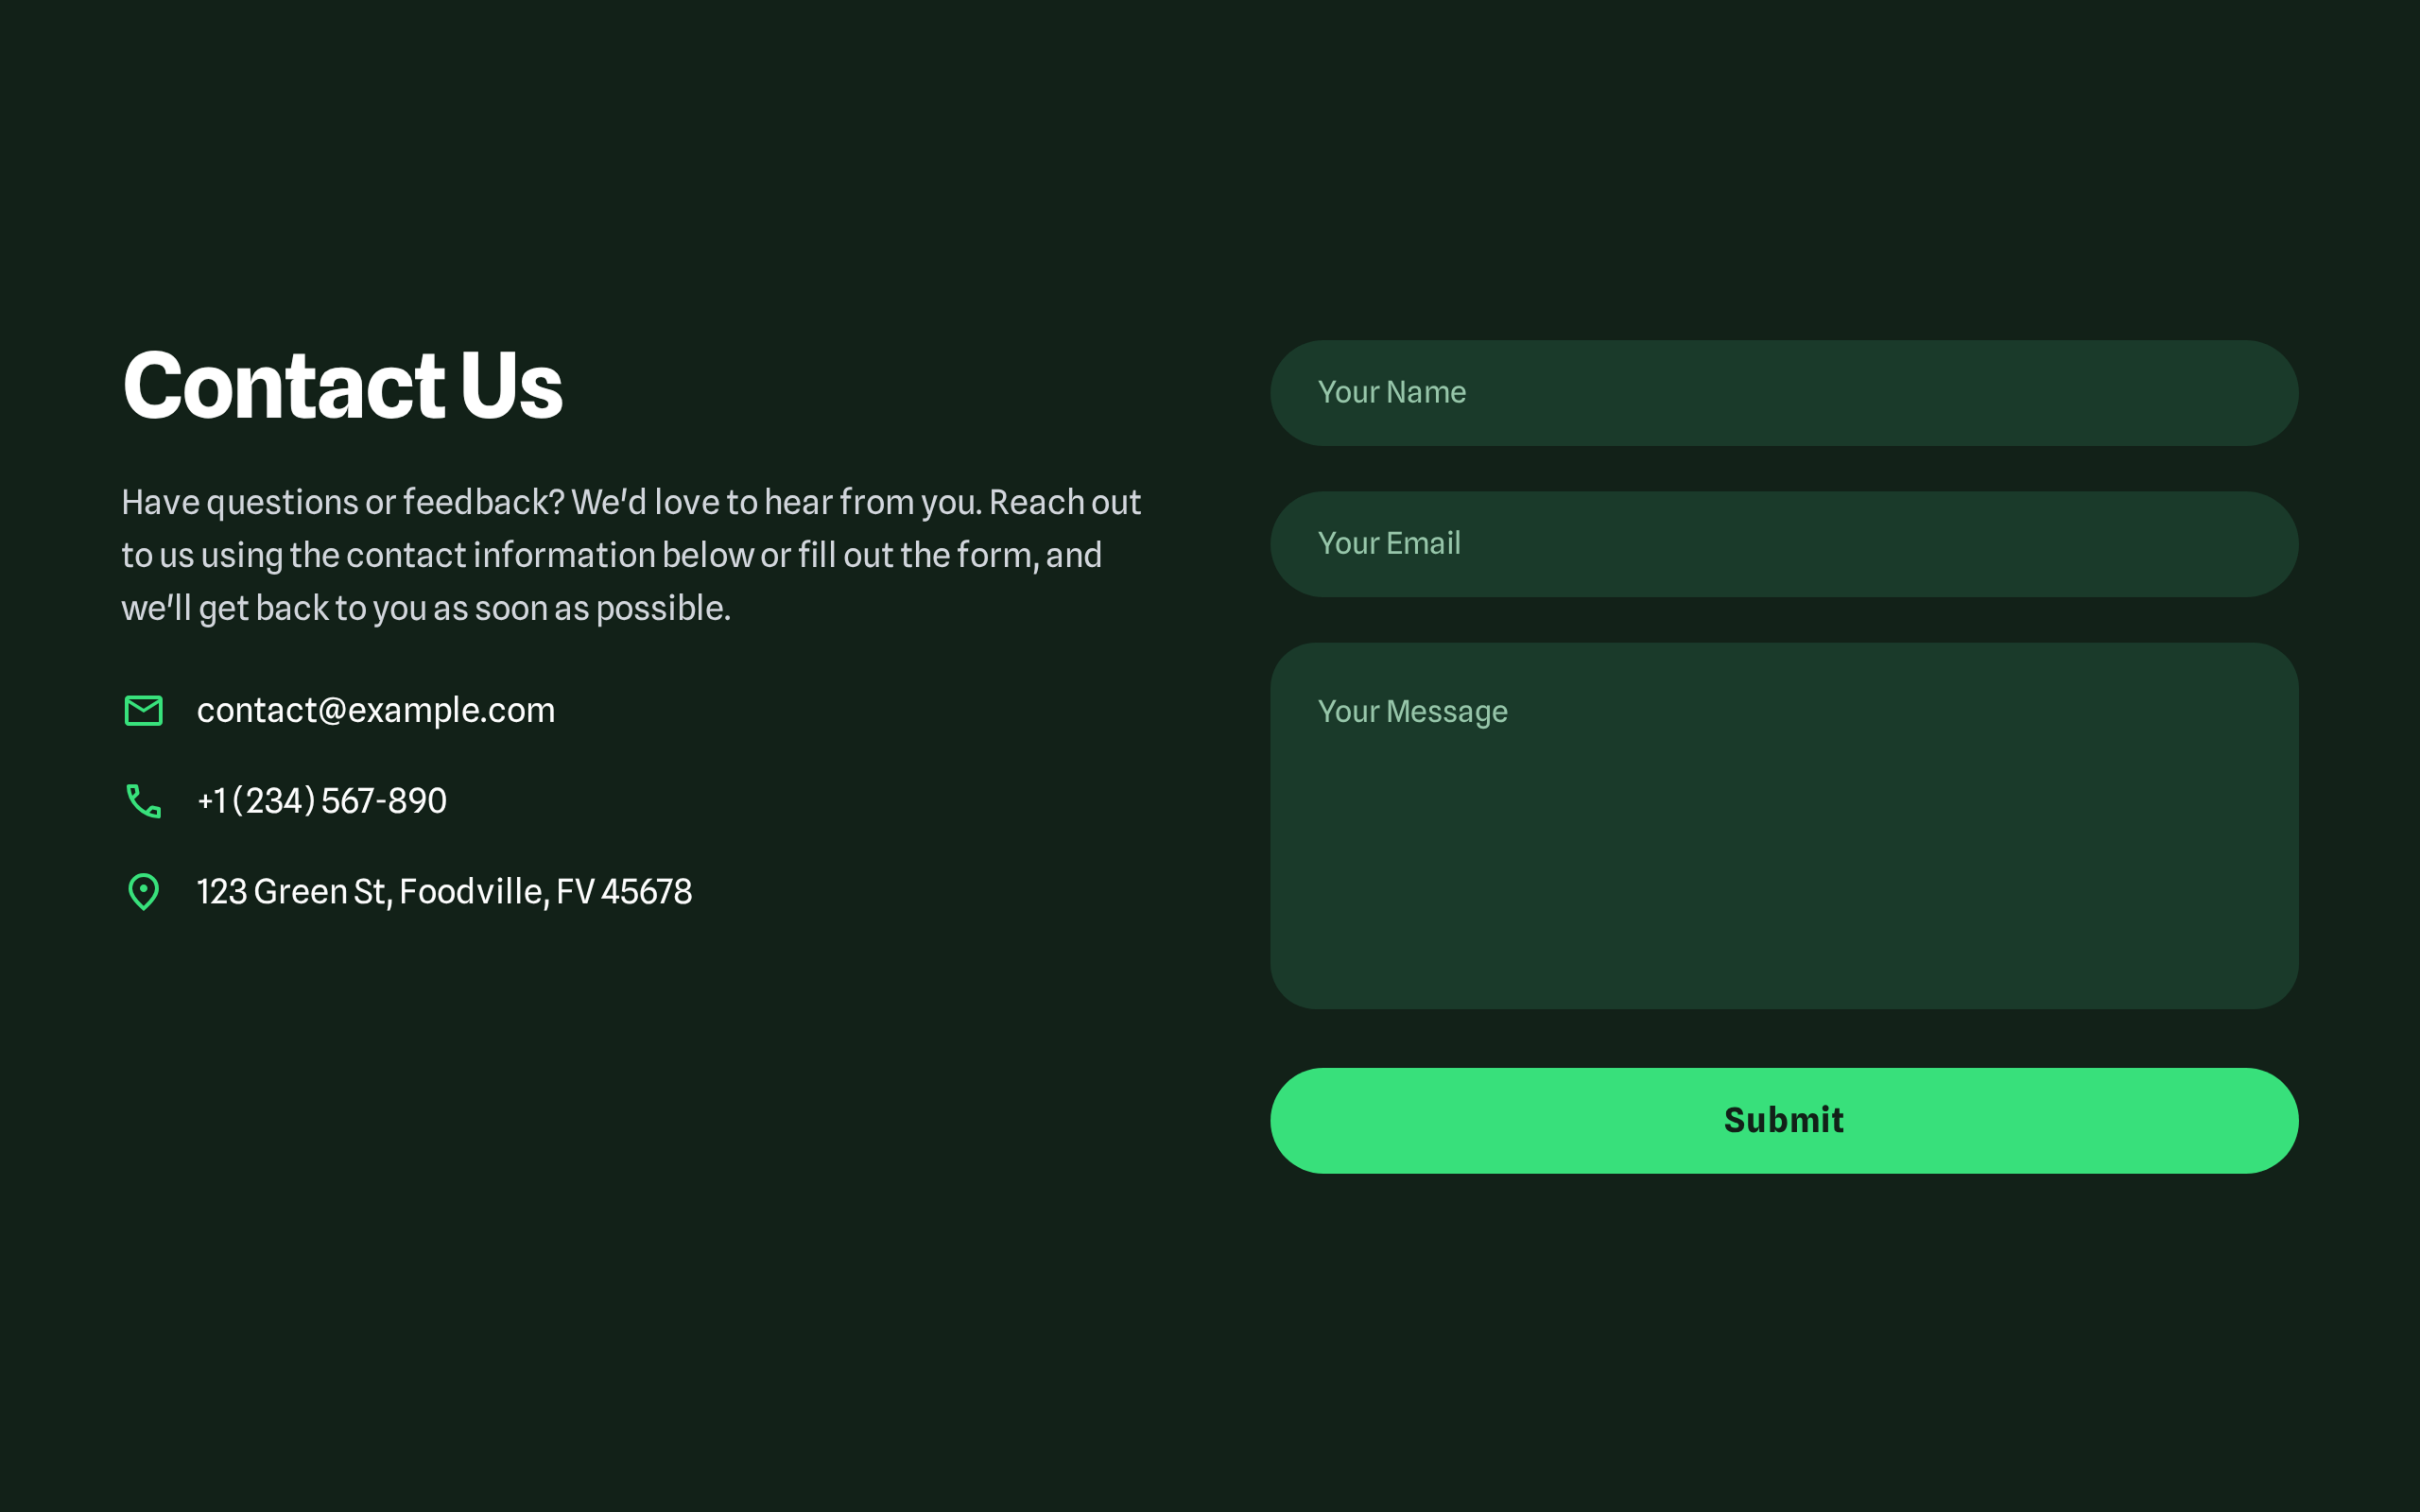 Contact Us
Have questions or feedback? We'd love to hear from you. Reach out
to us using the contact information below or fill out the form, and
we'll get back to you as soon as possible.
contact@example.com
+1 (234) 567-890
123 Green St, Foodville, FV 45678
Your Name
Your Email
Your Message
Submit